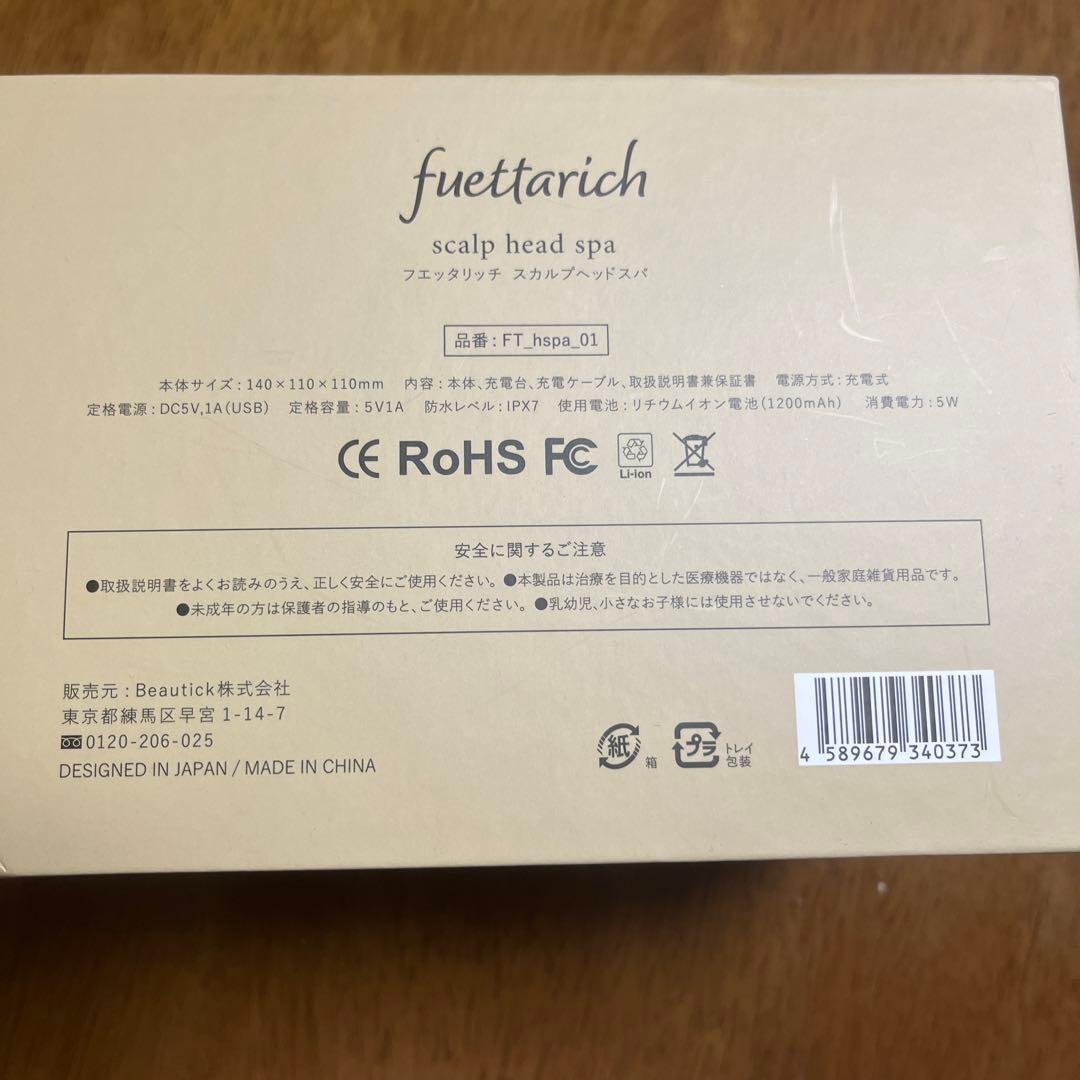 fuettarich
scalp head spa
フエッタリッチ スカルプヘッドスパ
品番：FT_hspa_01
本体サイズ：140×110×110mm 内容：本体、充電台、充電ケーブル、取扱説明書兼保証書 電源方式：充電式
定格電源：DC5V,1A(USB) 定格容量：5V1A 防水レベル：IPX7 使用電池：リチウムイオン電池(1200mAh) 消費電力：5W
CE RoHS FC Li-ion
安全に関するご注意
●取扱説明書をよくお読みのうえ、正しく安全にご使用ください。●本製品は治療を目的とした医療機器ではなく、一般家庭雑貨用品です。
●未成年の方は保護者の指導のもと、ご使用ください。●乳幼児、小さなお子様には使用させないでください。
販売元：Beautick株式会社
東京都練馬区早宮1-14-7
0120-206-025
DESIGNED IN JAPAN / MADE IN CHINA
紙 箱
プラ トレイ 包装
4 589679 340373